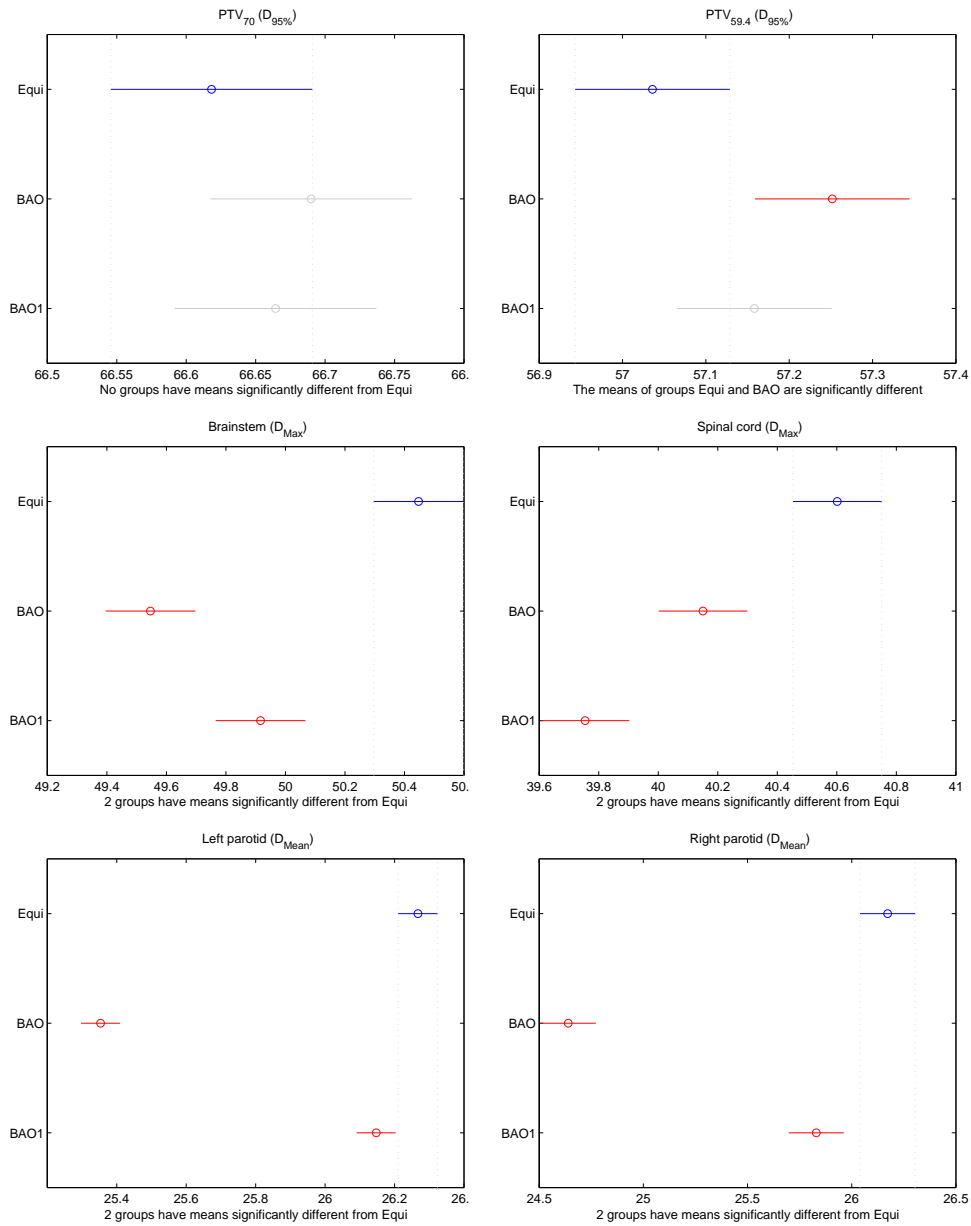 PTV70 (D95%)
Equi
BAO
BAO1
66.5 66.55 66.6 66.65 66.7 66.75 66.
No groups have means significantly different from Equi
PTV59.4 (D95%)
Equi
BAO
BAO1
56.9 57 57.1 57.2 57.3 57.4
The means of groups Equi and BAO are significantly different
Brainstem (DMax)
Equi
BAO
BAO1
49.2 49.4 49.6 49.8 50 50.2 50.4 50.
2 groups have means significantly different from Equi
Spinal cord (DMax)
Equi
BAO
BAO1
39.6 39.8 40 40.2 40.4 40.6 40.8 41
2 groups have means significantly different from Equi
Left parotid (DMean)
Equi
BAO
BAO1
25.4 25.6 25.8 26 26.2 26.
2 groups have means significantly different from Equi
Right parotid (DMean)
Equi
BAO
BAO1
24.5 25 25.5 26 26.5
2 groups have means significantly different from Equi